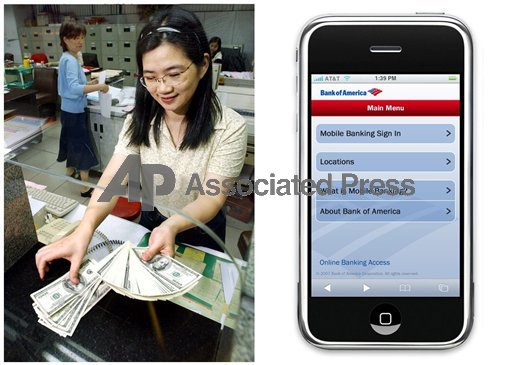 AP Associated Press
AT&T
1:39 PM
Bank of America
Main Menu
Mobile Banking Sign In
Locations
What is Mobile Banking?
About Bank of America
Online Banking Access
© 2007 Bank of America Corporation. All rights reserved.